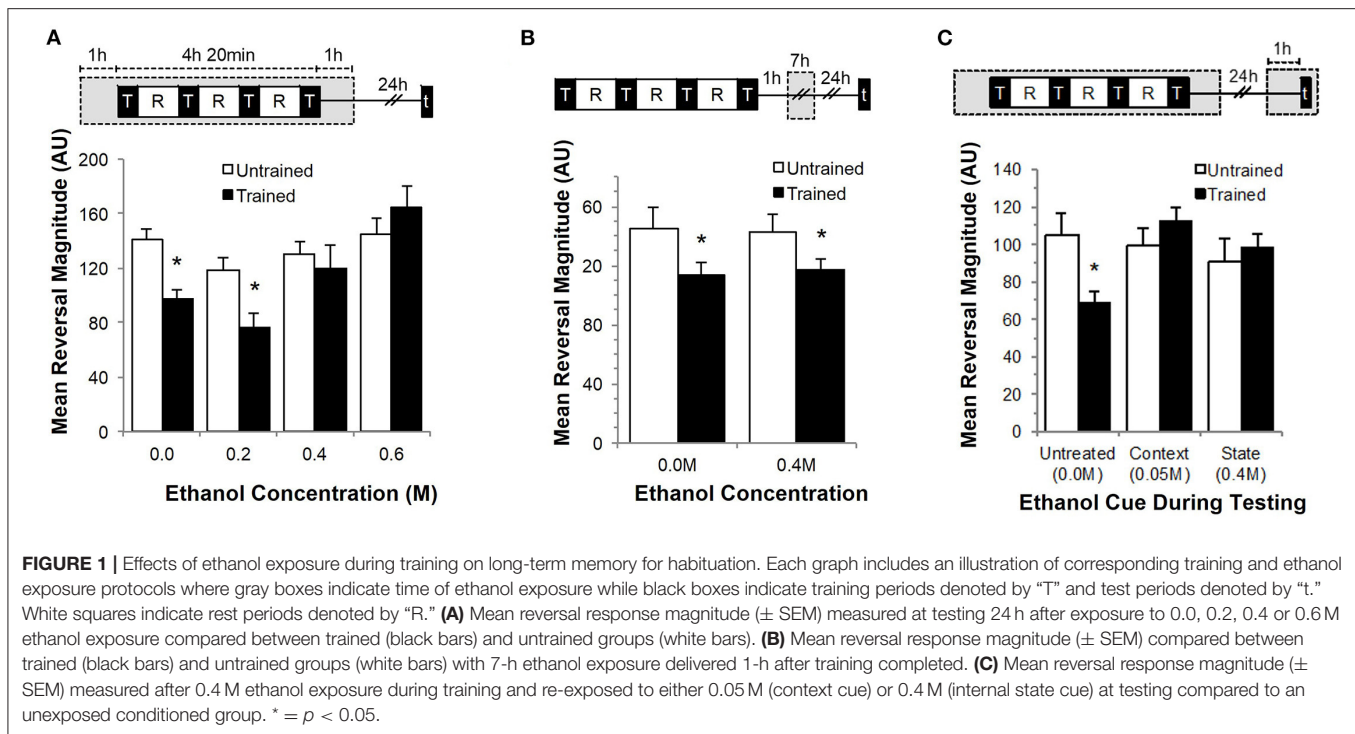 A
B
C
1h
4h 20min
1h
24h
T R T R T R T
t
7h
1h
24h
T R T R T R T
t
1h
24h
T R T R T R T
t
Mean Reversal Magnitude (AU)
200
160
120
80
40
0
Untrained
Trained
*
*
0.0
0.2
0.4
0.6
Ethanol Concentration (M)
Mean Reversal Magnitude (AU)
60
20
0
Untrained
Trained
*
*
0.0M
0.4M
Ethanol Concentration
Mean Reversal Magnitude (AU)
140
120
100
80
60
40
20
0
Untrained
Trained
*
Untreated
(0.0M)
Context
(0.05M)
State
(0.4M)
Ethanol Cue During Testing
FIGURE 1 | Effects of ethanol exposure during training on long-term memory for habituation. Each graph includes an illustration of corresponding training and ethanol
exposure protocols where gray boxes indicate time of ethanol exposure while black boxes indicate training periods denoted by “T” and test periods denoted by “t.”
White squares indicate rest periods denoted by “R.” (A) Mean reversal response magnitude (± SEM) measured at testing 24 h after exposure to 0.0, 0.2, 0.4 or 0.6 M
ethanol exposure compared between trained (black bars) and untrained groups (white bars). (B) Mean reversal response magnitude (± SEM) compared between
trained (black bars) and untrained groups (white bars) with 7-h ethanol exposure delivered 1-h after training completed. (C) Mean reversal response magnitude (±
SEM) measured after 0.4 M ethanol exposure during training and re-exposed to either 0.05 M (context cue) or 0.4 M (internal state cue) at testing compared to an
unexposed conditioned group. * = p < 0.05.